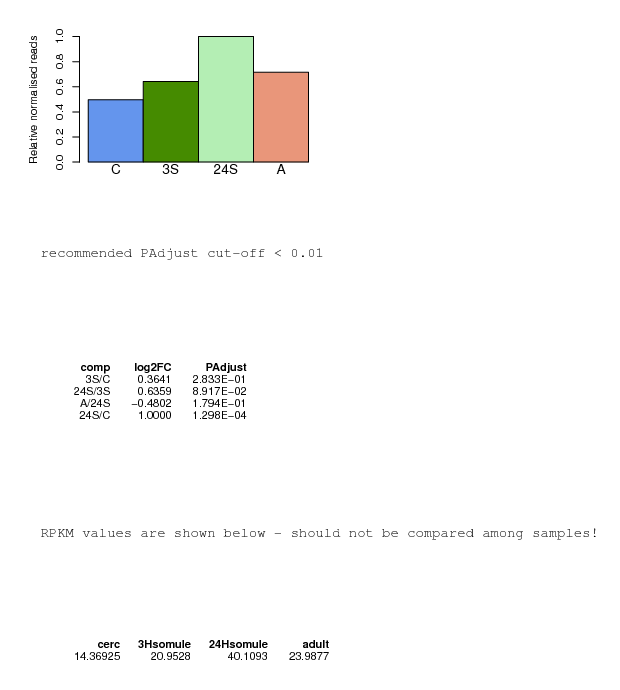 Relative normalised reads
1.0
0.8
0.6
0.4
0.2
0.0
C 3S 24S A
recommended PAdjust cut-off < 0.01
comp log2FC PAdjust
3S/C 0.3641 2.833E-01
24S/3S 0.6359 8.917E-02
A/24S -0.4802 1.794E-01
24S/C 1.0000 1.298E-04
RPKM values are shown below - should not be compared among samples!
cerc 3Hsomule 24Hsomule adult
14.36925 20.9528 40.1093 23.9877